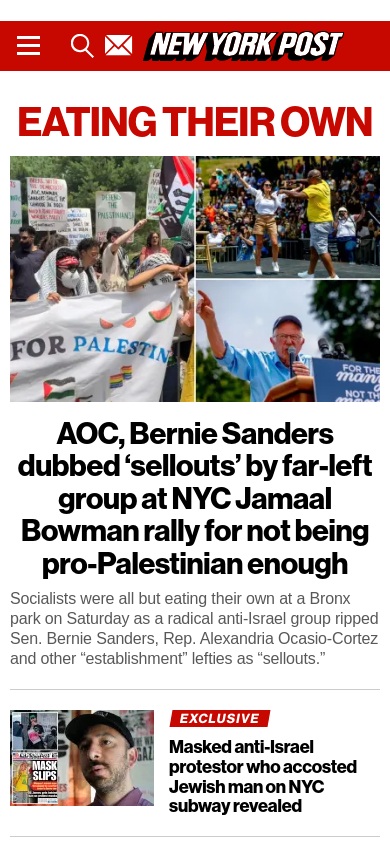 NEW YORK POST
EATING THEIR OWN
FOR PALESTIN
FOR THE
many
NOT TH
AOC, Bernie Sanders
dubbed ‘sellouts’ by far-left
group at NYC Jamaal
Bowman rally for not being
pro-Palestinian enough
Socialists were all but eating their own at a Bronx
park on Saturday as a radical anti-Israel group ripped
Sen. Bernie Sanders, Rep. Alexandria Ocasio-Cortez
and other “establishment” lefties as “sellouts.”
MASK
SLIPS
EXCLUSIVE
Masked anti-Israel
protestor who accosted
Jewish man on NYC
subway revealed